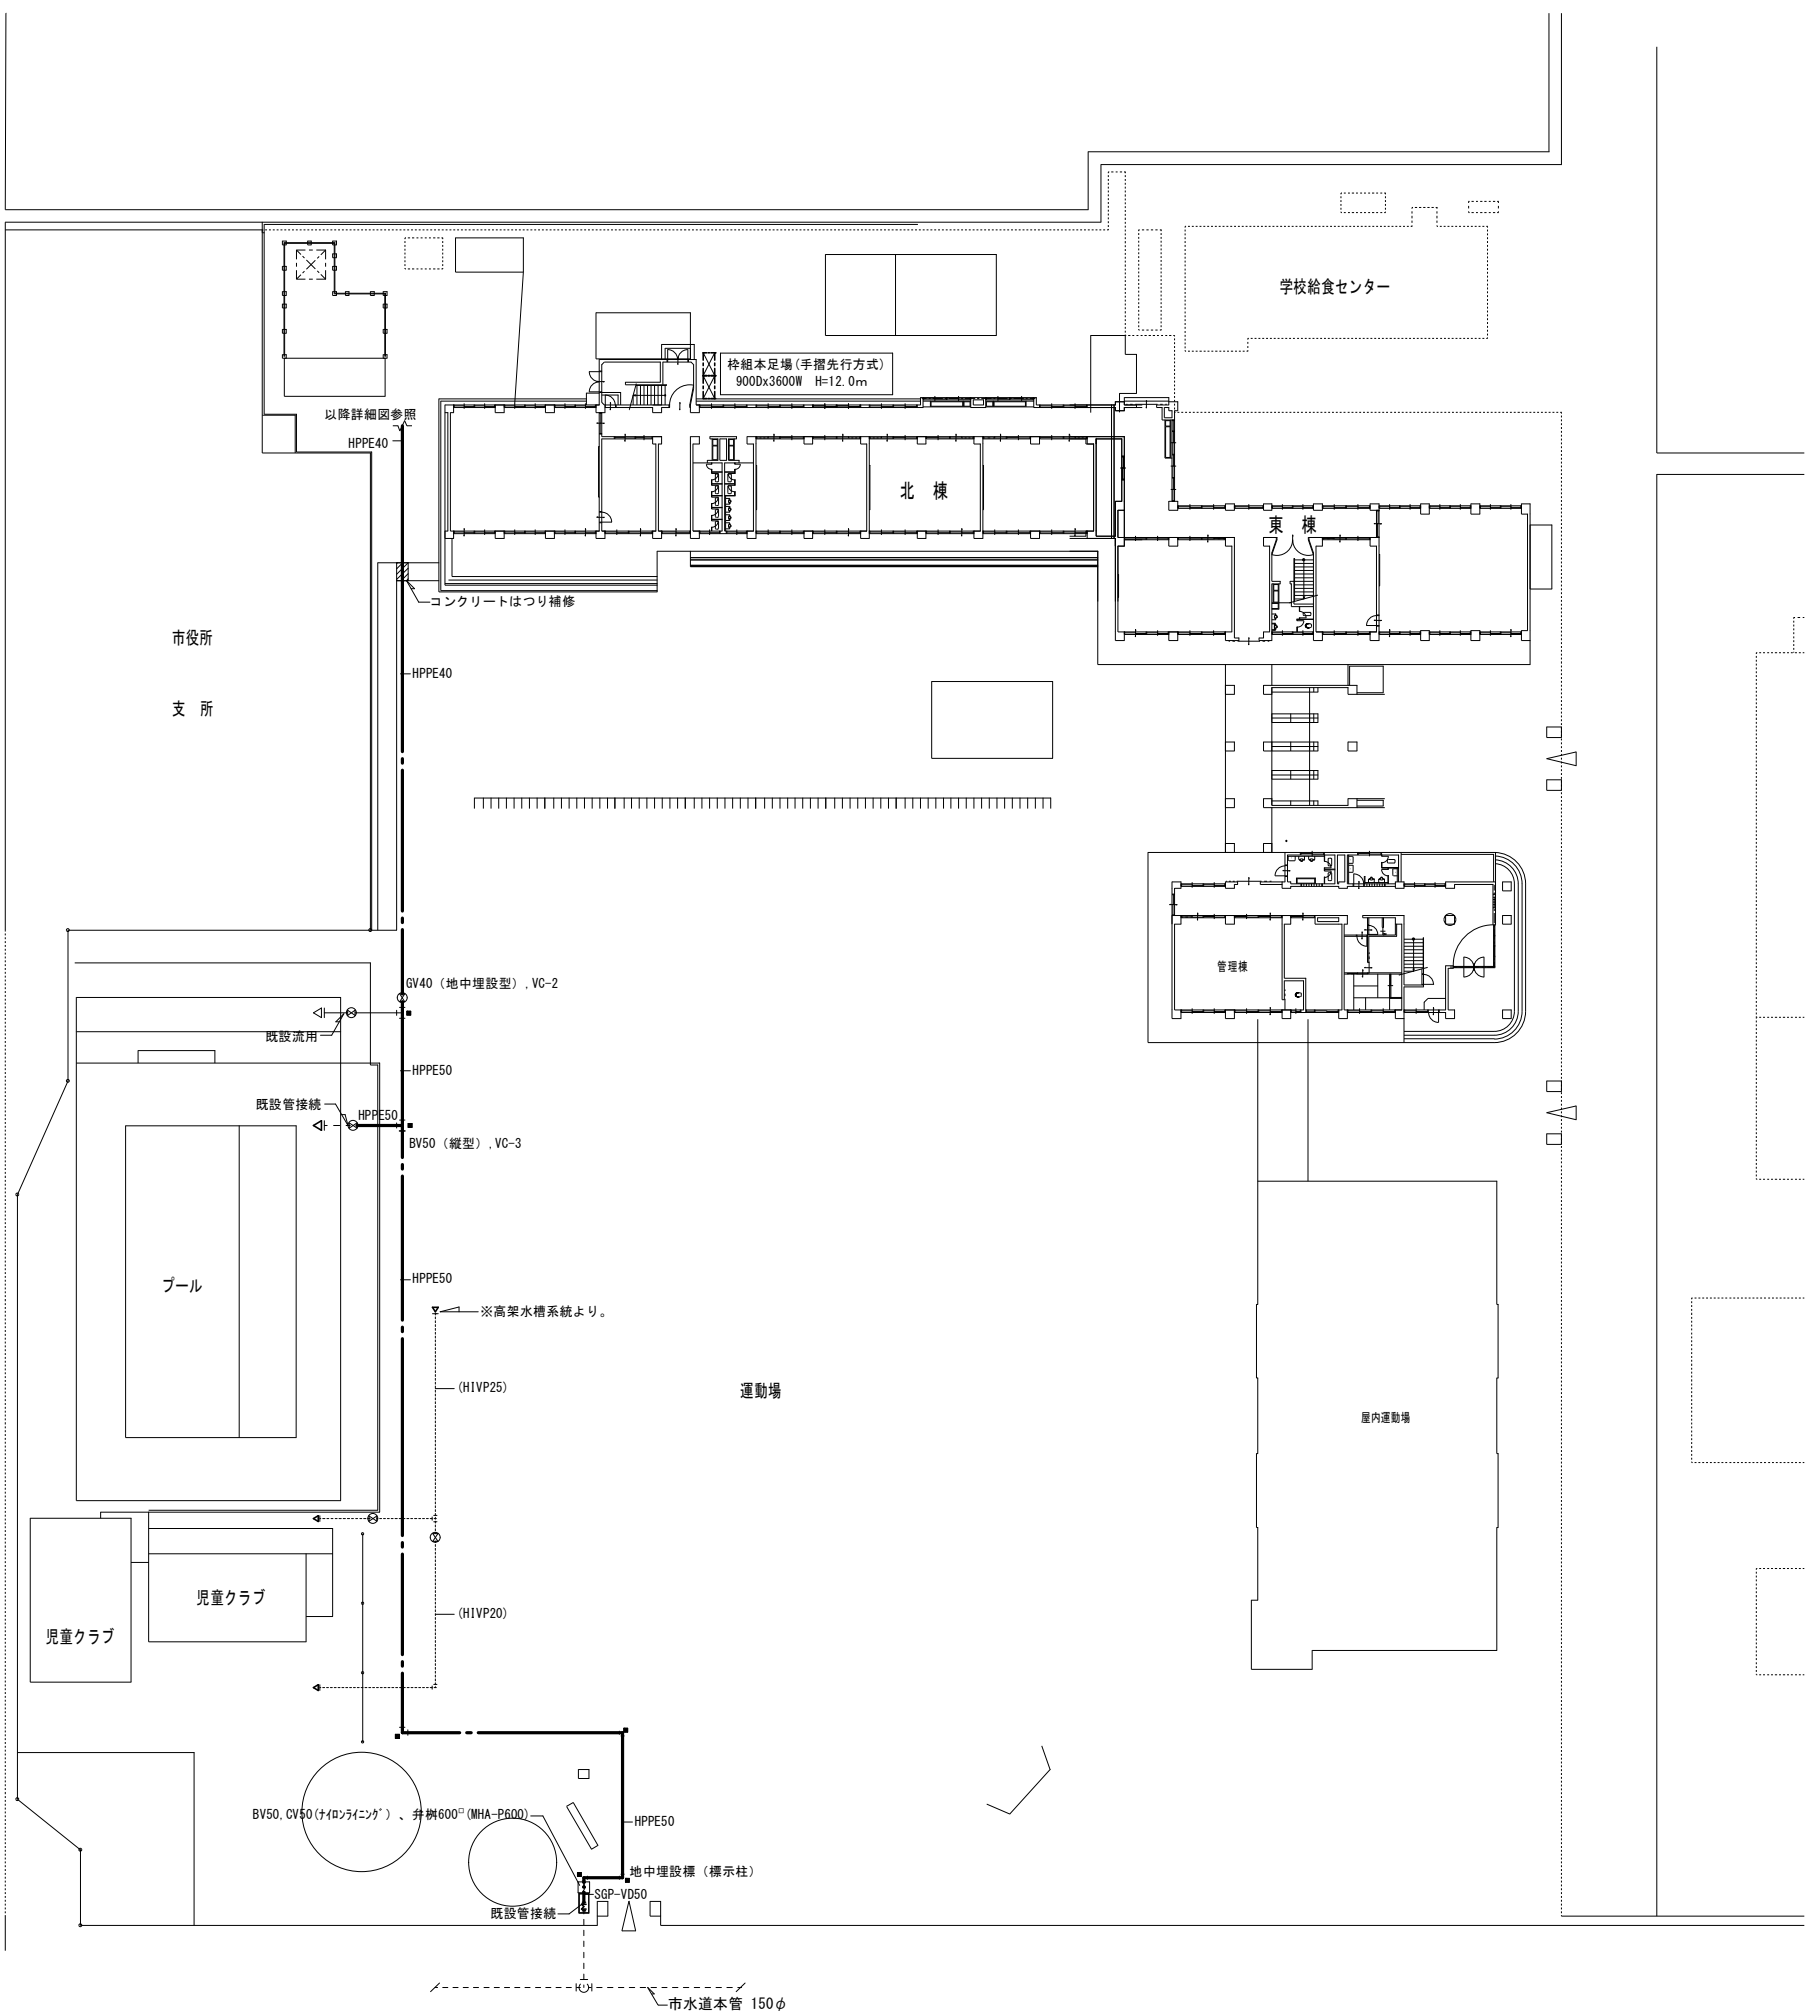 学校給食センター
枠組本足場(手摺先行方式)
900Dx3600W H=12.0m
以降詳細図参照
HPPE40
北 棟
東 棟
コンクリートはつり補修
市役所
支 所
HPPE40
管理棟
GV40（地中埋設型）,VC-2
既設流用
HPPE50
既設管接続
HPPE50
BV50（縦型）,VC-3
プール
HPPE50
※高架水槽系統より。
(HIVP25)
運動場
屋内運動場
児童クラブ
(HIVP20)
児童クラブ
BV50,CV50(ﾅｲﾛﾝﾗｲﾆﾝｸﾞ）、弁桝600□(MHA-P600)
HPPE50
地中埋設標（標示柱）
SGP-VD50
既設管接続
市水道本管 150φ